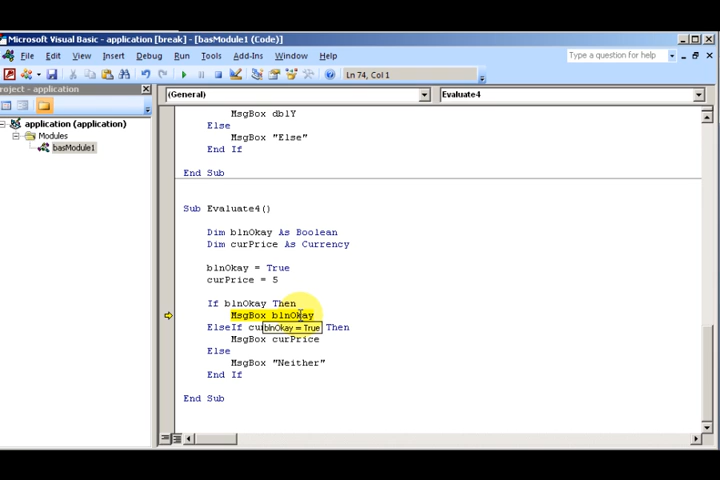 Microsoft Visual Basic - application [break] - [basModule1 (Code)]
File Edit View Insert Debug Run Tools Add-Ins Window Help Type a question for help
Ln 74, Col 1
roject - application
(General) Evaluate4
application (application)
Modules
basModule1
MsgBox dblY
Else
MsgBox "Else"
End If
End Sub
Sub Evaluate4()
Dim blnOkay As Boolean
Dim curPrice As Currency
blnOkay = True
curPrice = 5
If blnOkay Then
MsgBox blnOkay
ElseIf cu blnOkay = True Then
MsgBox curPrice
Else
MsgBox "Neither"
End If
End Sub